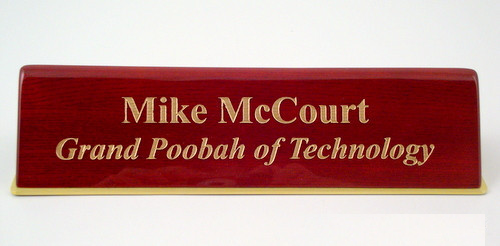 Mike McCourt
Grand Poobah of Technology